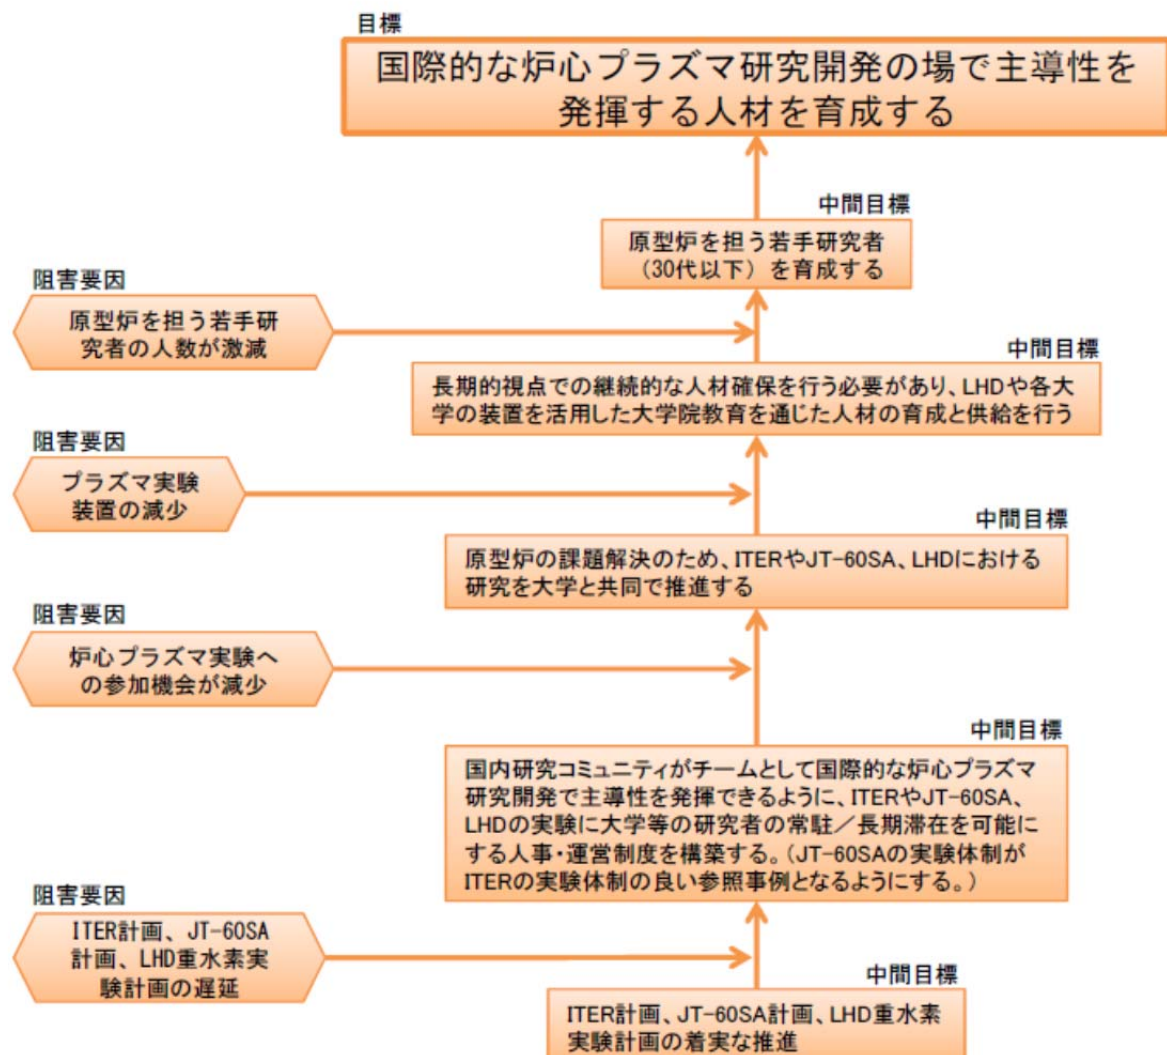 目標
国際的な炉心プラズマ研究開発の場で主導性を
発揮する人材を育成する
中間目標
原型炉を担う若手研究者
（30代以下）を育成する
阻害要因
原型炉を担う若手研
究者の人数が激減
中間目標
長期的視点での継続的な人材確保を行う必要があり、LHDや各大
学の装置を活用した大学院教育を通じた人材の育成と供給を行う
阻害要因
プラズマ実験
装置の減少
中間目標
原型炉の課題解決のため、ITERやJT-60SA、LHDにおける
研究を大学と共同で推進する
阻害要因
炉心プラズマ実験へ
の参加機会が減少
中間目標
国内研究コミュニティがチームとして国際的な炉心プラズマ
研究開発で主導性を発揮できるように、ITERやJT-60SA、
LHDの実験に大学等の研究者の常駐／長期滞在を可能に
する人事・運営制度を構築する。（JT-60SAの実験体制が
ITERの実験体制の良い参照事例となるようにする。）
阻害要因
ITER計画、JT-60SA
計画、LHD重水素実
験計画の遅延
中間目標
ITER計画、JT-60SA計画、LHD重水素
実験計画の着実な推進